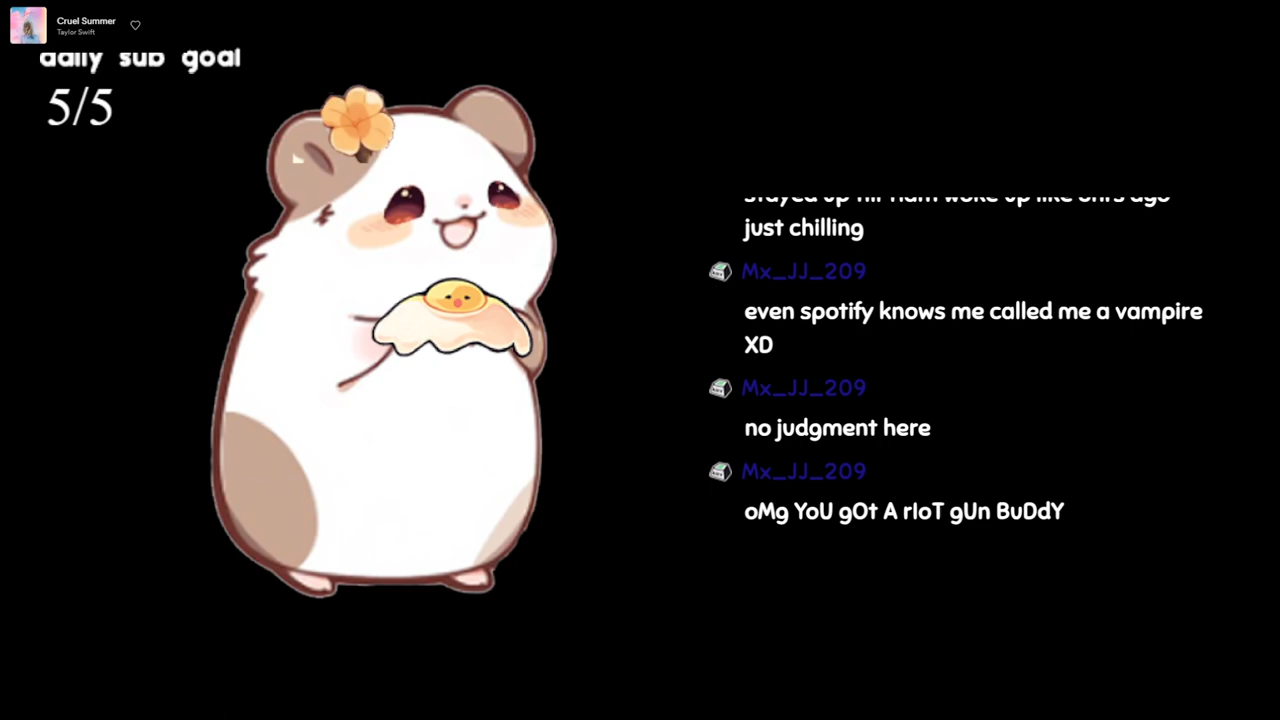 Cruel Summer
Taylor Swift
daily sub goal
5/5
just chilling
Mx_JJ_209
even spotify knows me called me a vampire
XD
Mx_JJ_209
no judgment here
Mx_JJ_209
oMg YoU gOt A rIoT gUn BuDdY